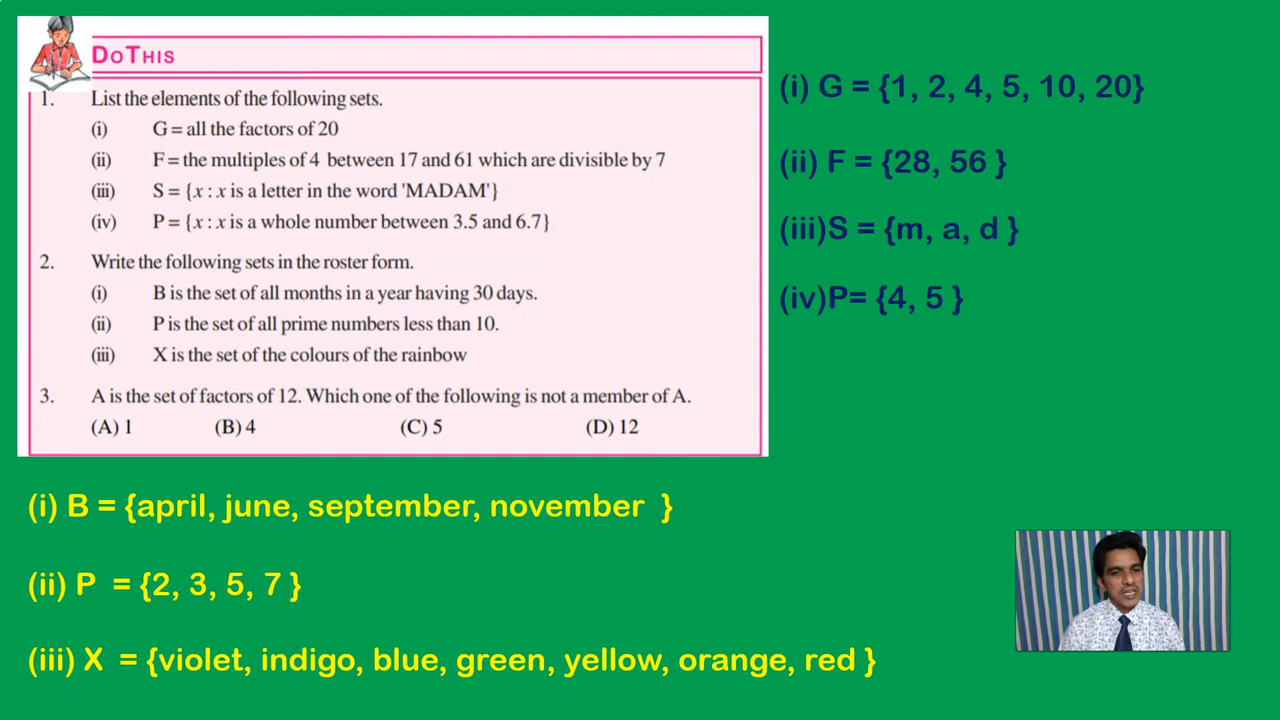 DOTHIS
1. List the elements of the following sets.
(i) G = all the factors of 20
(ii) F = the multiples of 4 between 17 and 61 which are divisible by 7
(iii) S = {x : x is a letter in the word 'MADAM'}
(iv) P = {x : x is a whole number between 3.5 and 6.7}
2. Write the following sets in the roster form.
(i) B is the set of all months in a year having 30 days.
(ii) P is the set of all prime numbers less than 10.
(iii) X is the set of the colours of the rainbow
3. A is the set of factors of 12. Which one of the following is not a member of A.
(A) 1 (B) 4 (C) 5 (D) 12
(i) G = {1, 2, 4, 5, 10, 20}
(ii) F = {28, 56 }
(iii)S = {m, a, d }
(iv)P= {4, 5 }
(i) B = {april, june, september, november }
(ii) P = {2, 3, 5, 7 }
(iii) X = {violet, indigo, blue, green, yellow, orange, red }